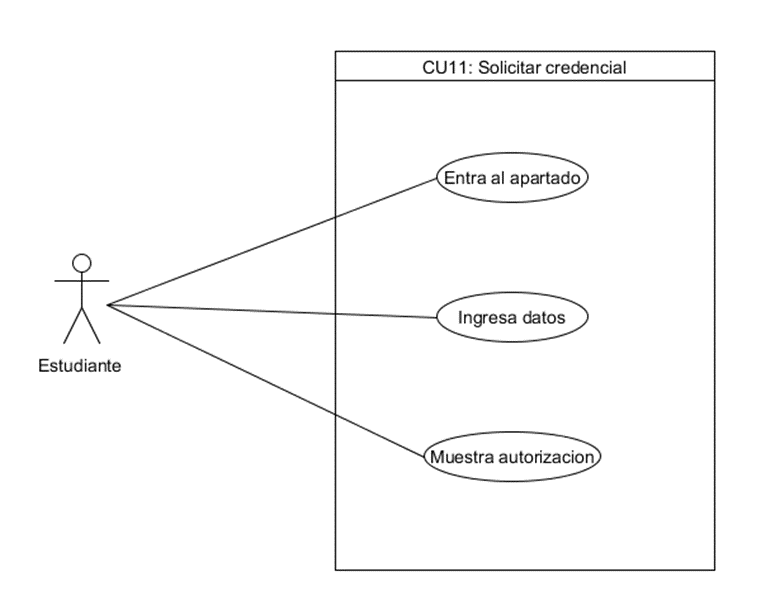 CU11: Solicitar credencial
Entra al apartado
Ingresa datos
Estudiante
Muestra autorizacion